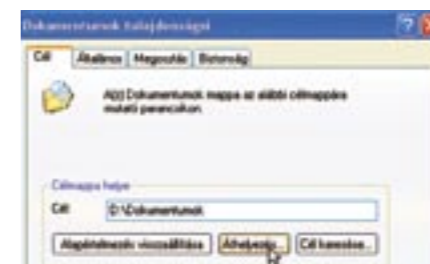 Dokumentumok tulajdonságai
Cél Általános Megosztás Biztonság
A(z) Dokumentumok mappa az alábbi célmappára
mutató parancsikon.
Célmappa helye
Cél: D:\Dokumentumok
Alapértelmezés visszaállítása Áthelyezés... Cél keresése...